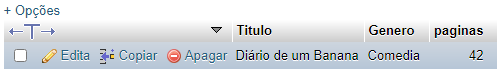 + Opções
Titulo Genero paginas
Edita Copiar Apagar Diário de um Banana Comedia 42